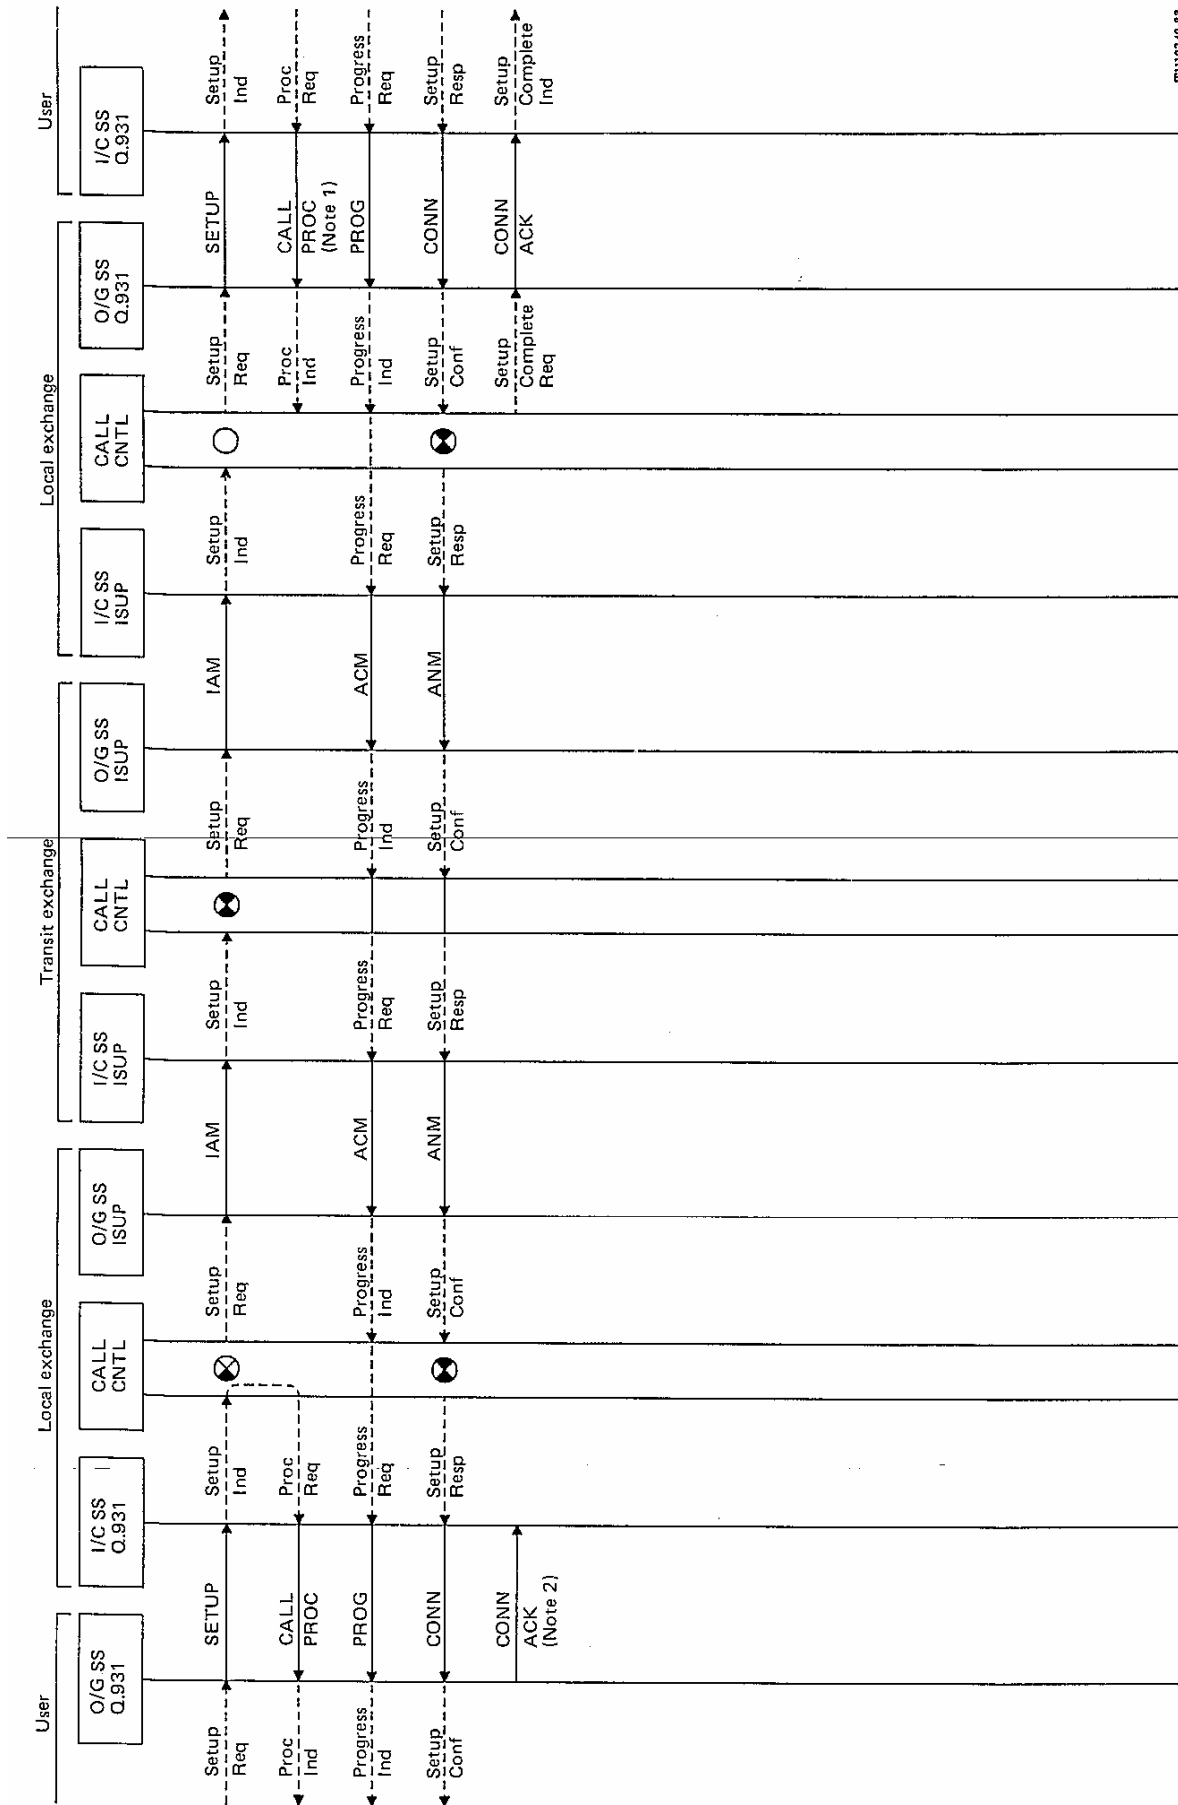 User
Local exchange
Transit exchange
Local exchange
User
O/G SS
Q.931
I/C SS
Q.931
CALL
CNTL
O/G SS
ISUP
I/C SS
ISUP
CALL
CNTL
O/G SS
ISUP
I/C SS
ISUP
CALL
CNTL
O/G SS
Q.931
I/C SS
Q.931
Setup
Req
SETUP
Setup
Ind
Setup
Req
IAM
Setup
Ind
Setup
Req
IAM
Setup
Ind
Setup
Req
SETUP
Setup
Ind
Proc
Ind
CALL
PROC
Proc
Req
Proc
Ind
CALL
PROC
(Note 1)
Proc
Req
Progress
Ind
PROG
Progress
Req
Progress
Ind
ACM
Progress
Req
Progress
Ind
ACM
Progress
Req
Progress
Ind
PROG
Progress
Req
Setup
Conf
CONN
Setup
Resp
Setup
Conf
ANM
Setup
Resp
Setup
Conf
ANM
Setup
Resp
Setup
Conf
CONN
Setup
Resp
CONN
ACK
(Note 2)
Setup
Complete
Req
CONN
ACK
Setup
Complete
Ind